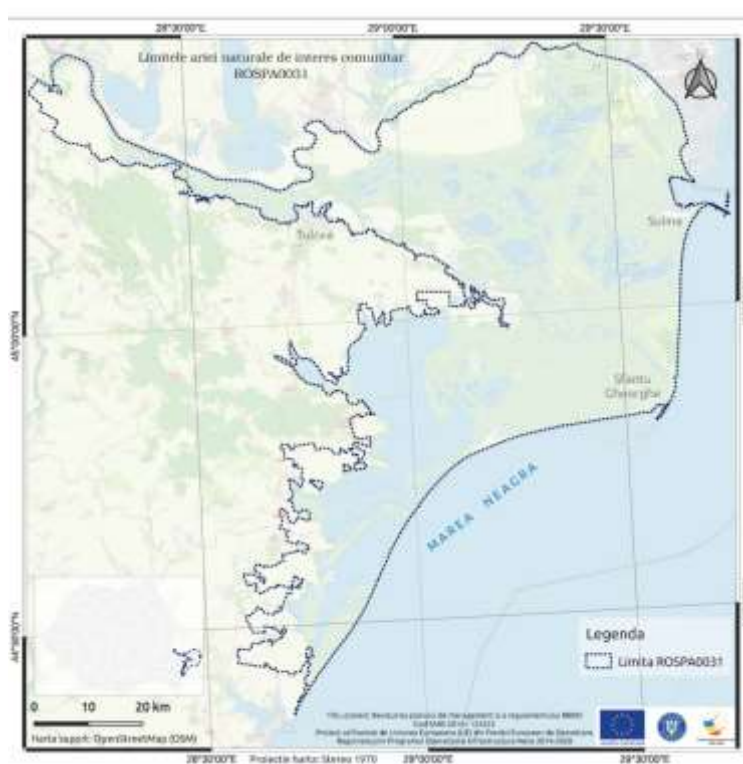 28°30'00"E 29°00'00"E 29°30'00"E
Limitele ariei naturale de interes comunitar
ROSPA0031
Sulina
Tulcea
45°00'00"N
Sfantu
Gheorghe
MAREA NEAGRA
44°30'00"N
Legenda
Limita ROSPA0031
0 10 20 km
Harta suport: OpenStreetMap (OSM)
28°30'00"E Proiectie harta: Stereo 1970 29°00'00"E 29°30'00"E